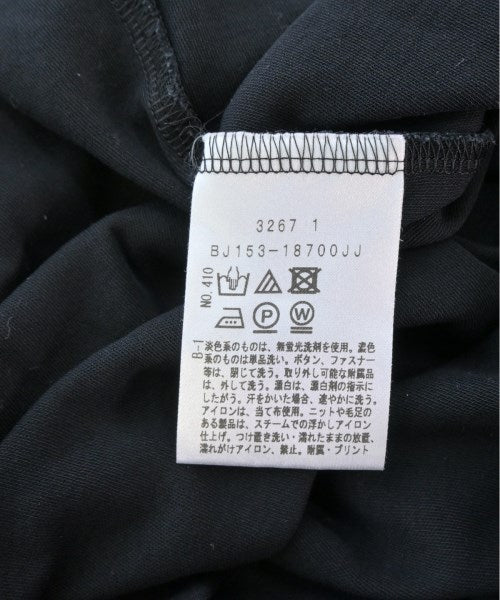 3267 1
BJ153-18700JJ
NO.410
P W
B-1
淡色系のものは、無蛍光洗剤を使用。濃色
系のものは単品洗い。ボタン、ファスナー
等は、閉じて洗う。取り外し可能な附属品
は、外して洗う。漂白は、漂白剤の指示に
したがう。汗をかいた場合、速やかに洗う。
アイロンは、当て布使用。ニットや毛足の
ある製品は、スチームでの浮かしアイロン
仕上げ。つけ置き洗い・濡れたままの放置、
濡れがけアイロン、禁止。附属・プリント